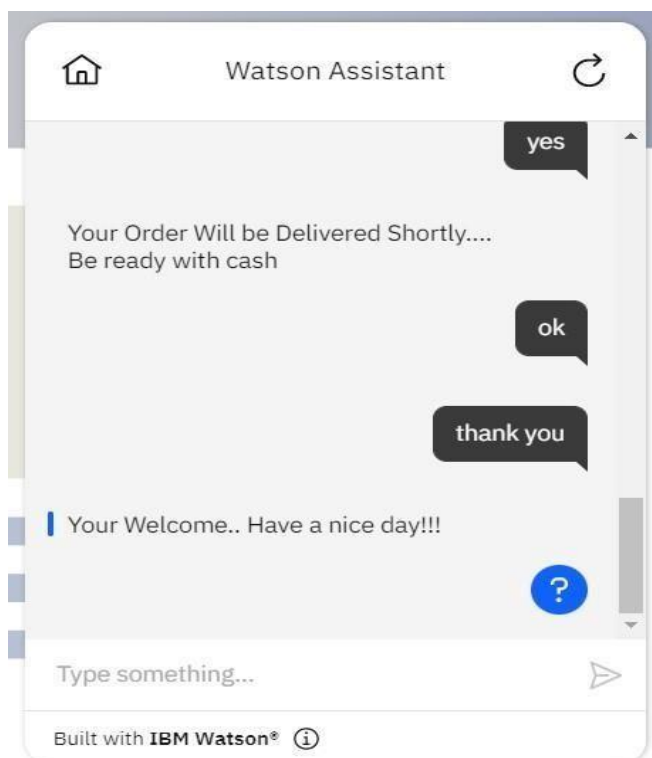 Watson Assistant
yes
Your Order Will be Delivered Shortly....
Be ready with cash
ok
thank you
Your Welcome.. Have a nice day!!!
?
Type something...
Built with IBM Watson®